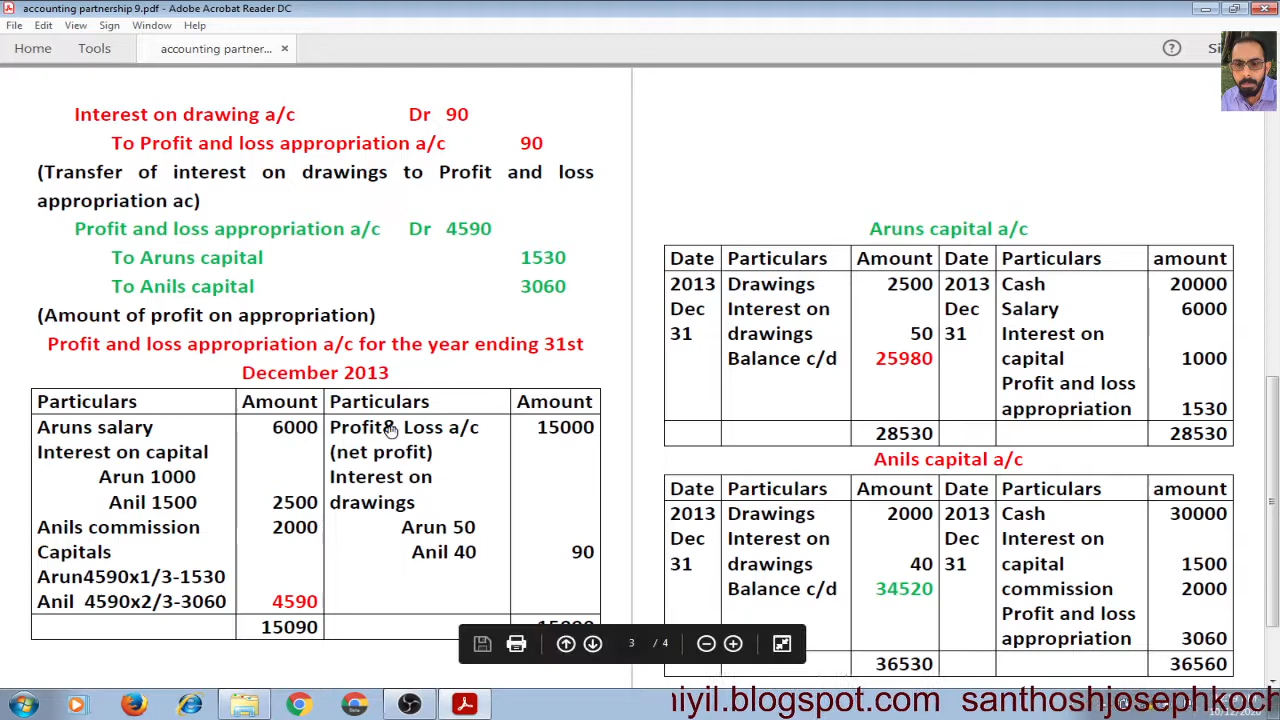 accounting partnership 9.pdf - Adobe Acrobat Reader DC
File Edit View Sign Window Help
Home Tools accounting partner... ×
Interest on drawing a/c Dr 90
To Profit and loss appropriation a/c 90
(Transfer of interest on drawings to Profit and loss
appropriation ac)
Profit and loss appropriation a/c Dr 4590
To Aruns capital 1530
To Anils capital 3060
(Amount of profit on appropriation)
Profit and loss appropriation a/c for the year ending 31st
December 2013
Particulars Amount Particulars Amount
Aruns salary 6000 Profit& Loss a/c 15000
Interest on capital (net profit)
Arun 1000 Interest on
Anil 1500 2500 drawings
Anils commission 2000 Arun 50
Capitals Anil 40 90
Arun4590x1/3-1530
Anil 4590x2/3-3060 4590
15090
Aruns capital a/c
Date Particulars Amount Date Particulars amount
2013 Drawings 2500 2013 Cash 20000
Dec Interest on Dec Salary 6000
31 drawings 50 31 Interest on
Balance c/d 25980 capital 1000
Profit and loss
appropriation 1530
28530 28530
Anils capital a/c
Date Particulars Amount Date Particulars amount
2013 Drawings 2000 2013 Cash 30000
Dec Interest on Dec Interest on
31 drawings 40 31 capital 1500
Balance c/d 34520 commission 2000
Profit and loss
appropriation 3060
36530 36560
3 / 4
niyil.blogspot.com santhoshjosephkoch